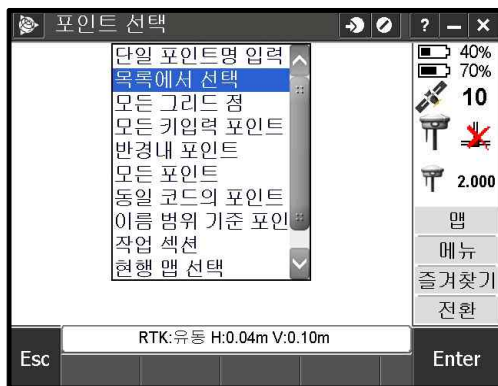 포인트 선택
? – ×
단일 포인트명 입력
목록에서 선택
모든 그리드 점
모든 키입력 포인트
반경내 포인트
모든 포인트
동일 코드의 포인트
이름 범위 기준 포인
작업 섹션
현행 맵 선택
40%
70%
10
2.000
맵
메뉴
즐겨찾기
전환
RTK:유동 H:0.04m V:0.10m
Esc
Enter